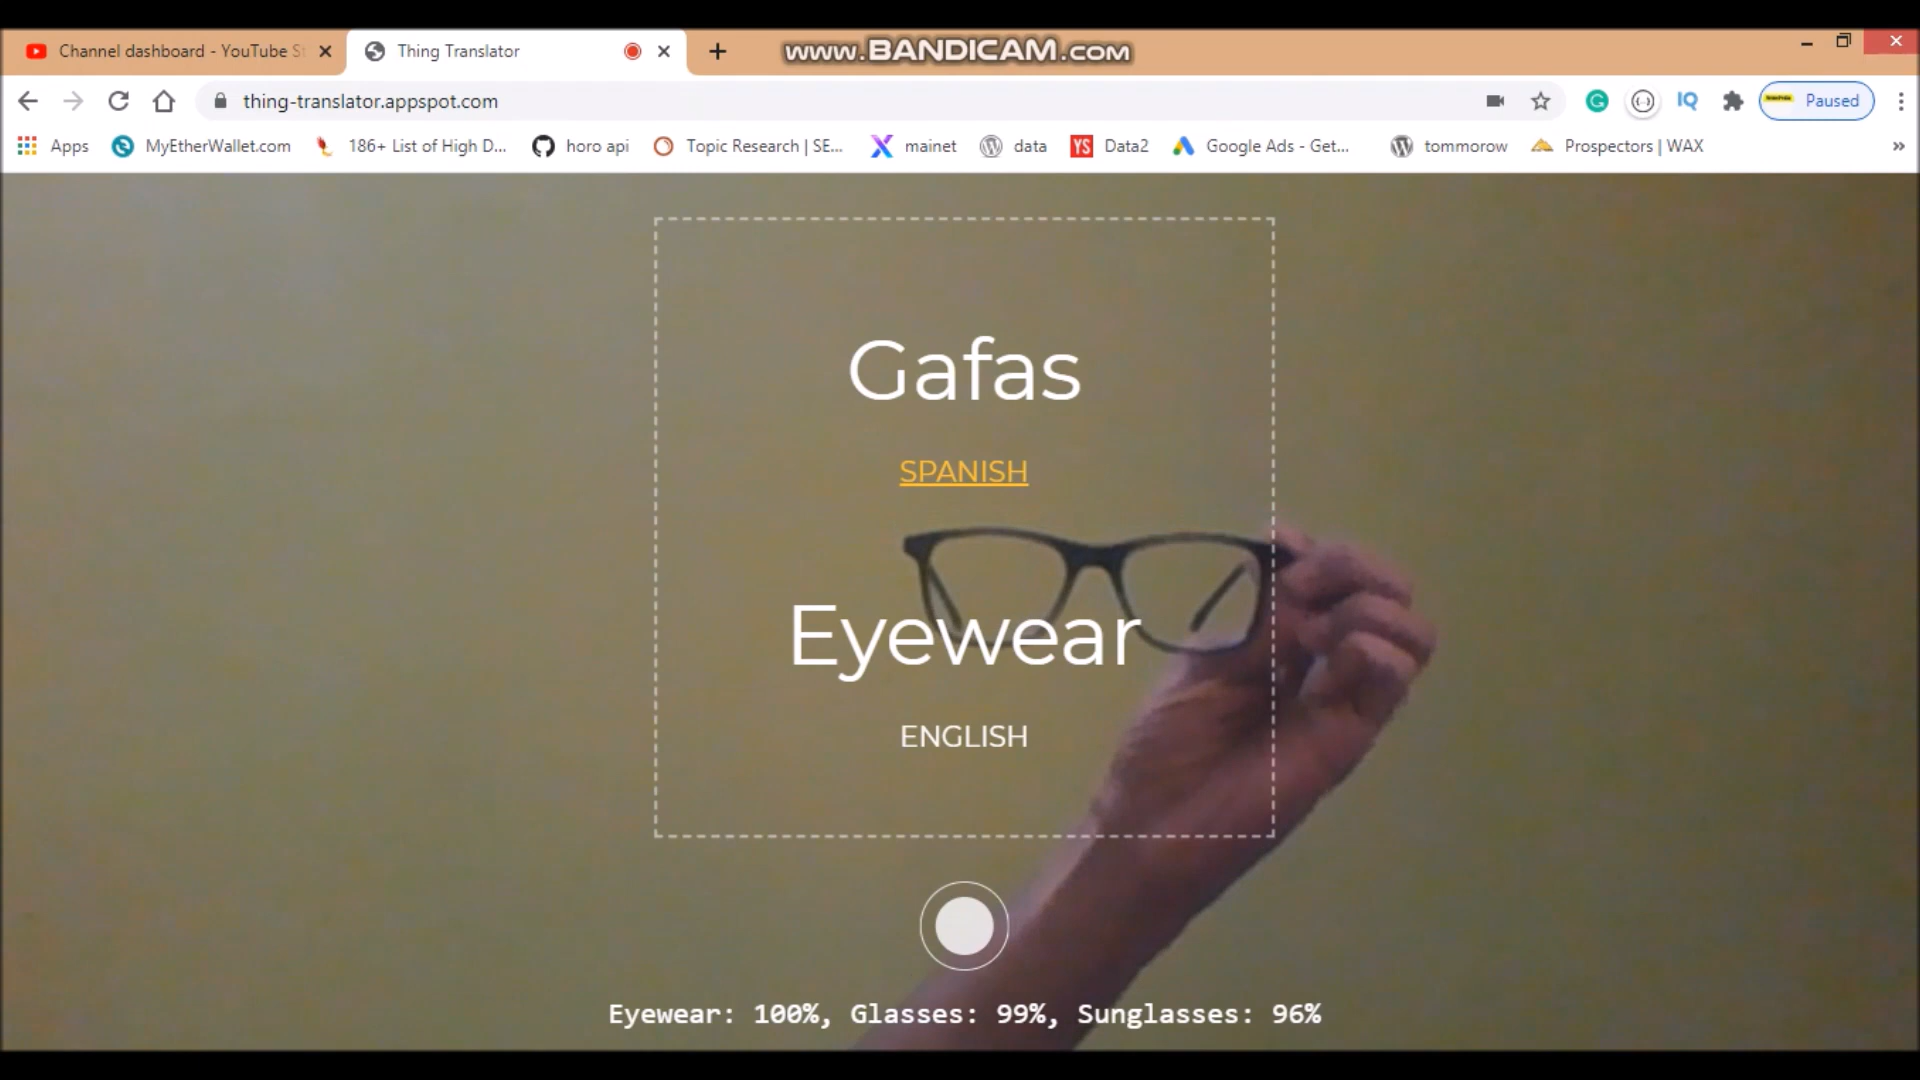 Channel dashboard - YouTube St
Thing Translator
www.BANDICAM.com
thing-translator.appspot.com
IQ
Paused
Apps
MyEtherWallet.com
186+ List of High D...
horo api
Topic Research | SE...
mainet
data
YS
Data2
Google Ads - Get...
tommorow
Prospectors | WAX
»
Gafas
SPANISH
Eyewear
ENGLISH
Eyewear: 100%, Glasses: 99%, Sunglasses: 96%